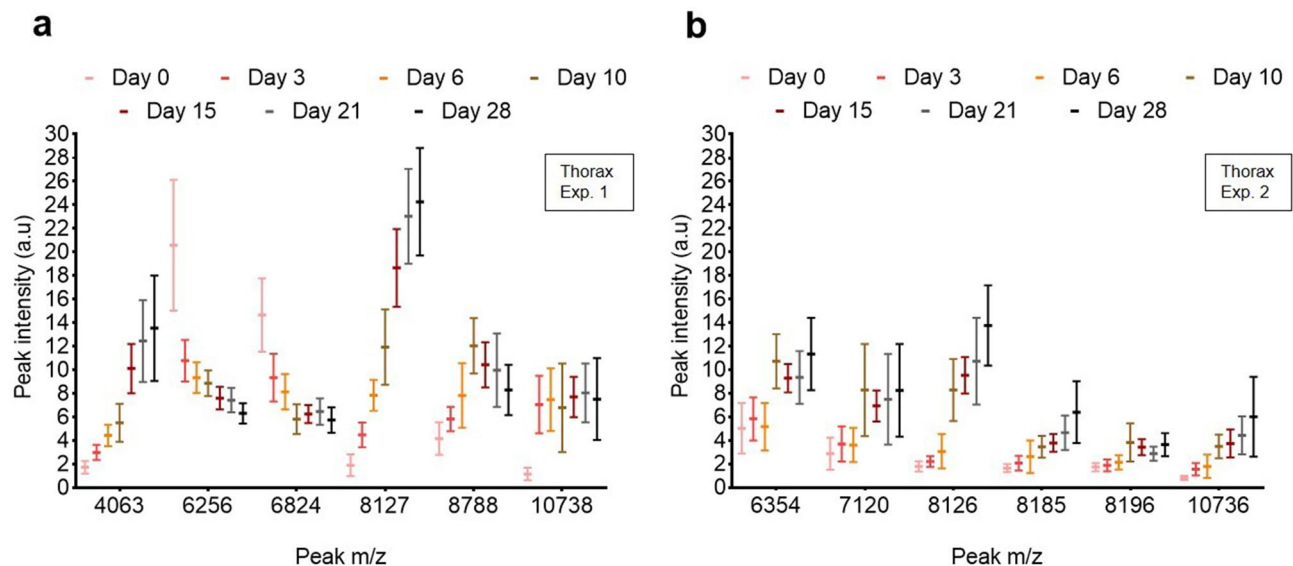 a
Day 0 Day 3 Day 6 Day 10
Day 15 Day 21 Day 28
30
28
26
24
22
20
18
16
14
12
10
8
6
4
2
0
Peak intensity (a.u)
Thorax
Exp. 1
4063 6256 6824 8127 8788 10738
Peak m/z
b
Day 0 Day 3 Day 6 Day 10
Day 15 Day 21 Day 28
30
28
26
24
22
20
18
16
14
12
10
8
6
4
2
0
Peak intensity (a.u)
Thorax
Exp. 2
6354 7120 8126 8185 8196 10736
Peak m/z